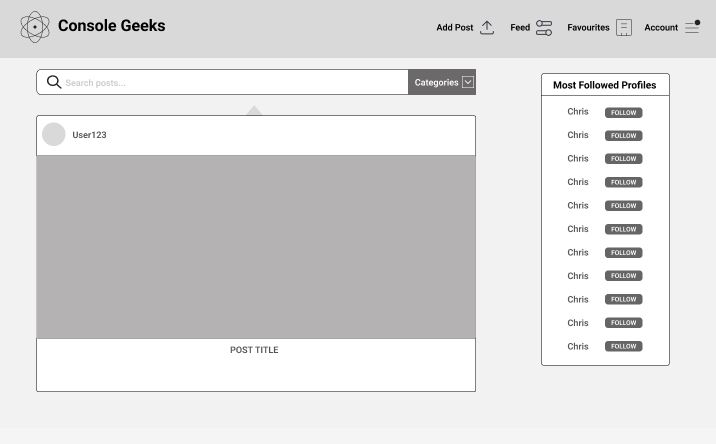 Console Geeks
Add Post
Feed
Favourites
Account
Search posts...
Categories
User123
POST TITLE
Most Followed Profiles
Chris FOLLOW
Chris FOLLOW
Chris FOLLOW
Chris FOLLOW
Chris FOLLOW
Chris FOLLOW
Chris FOLLOW
Chris FOLLOW
Chris FOLLOW
Chris FOLLOW
Chris FOLLOW